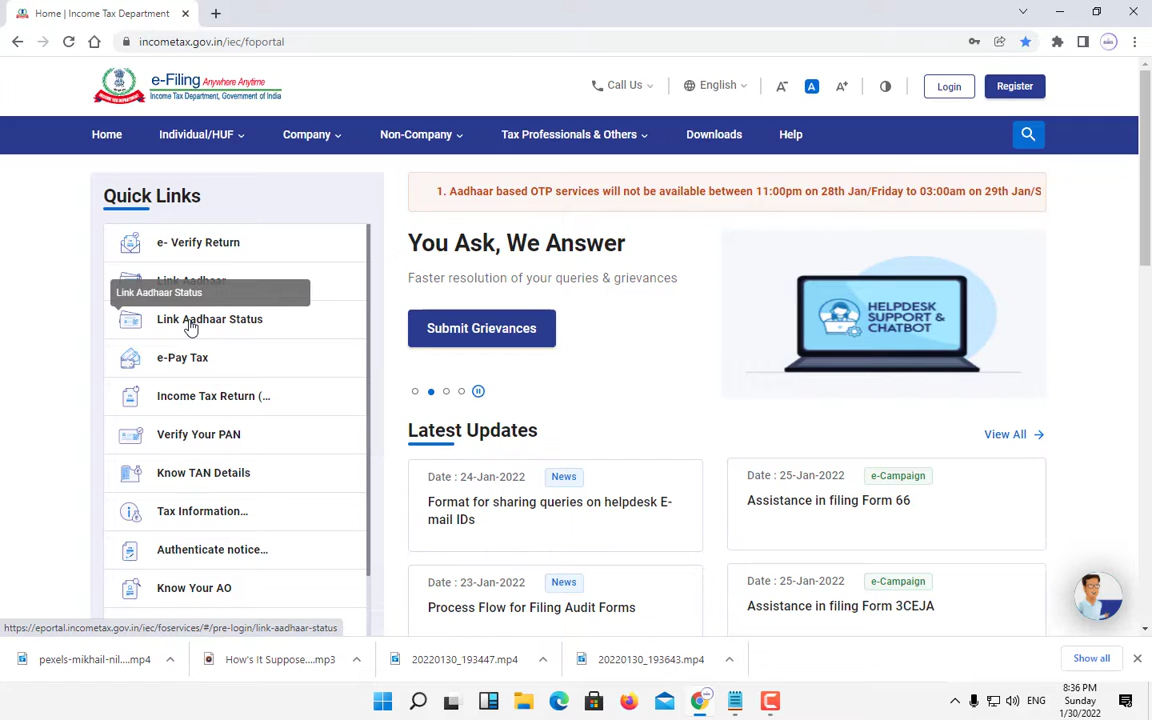 Home | Income Tax Department
incometax.gov.in/iec/foportal
e-Filing Anywhere Anytime
Income Tax Department, Government of India
Call Us
English
A-
A
A+
Login
Register
Home
Individual/HUF
Company
Non-Company
Tax Professionals & Others
Downloads
Help
Quick Links
e- Verify Return
Link Aadhaar
Link Aadhaar Status
Link Aadhaar Status
e-Pay Tax
Income Tax Return (...
Verify Your PAN
Know TAN Details
Tax Information...
Authenticate notice...
Know Your AO
1. Aadhaar based OTP services will not be available between 11:00pm on 28th Jan/Friday to 03:00am on 29th Jan/S
You Ask, We Answer
Faster resolution of your queries & grievances
Submit Grievances
HELPDESK
SUPPORT &
CHATBOT
Latest Updates
View All
Date : 24-Jan-2022 News
Format for sharing queries on helpdesk E-
mail IDs
Date : 25-Jan-2022 e-Campaign
Assistance in filing Form 66
Date : 23-Jan-2022 News
Process Flow for Filing Audit Forms
Date : 25-Jan-2022 e-Campaign
Assistance in filing Form 3CEJA
https://eportal.incometax.gov.in/iec/foservices/#/pre-login/link-aadhaar-status
pexels-mikhail-nil....mp4
How's It Suppose....mp3
20220130_193447.mp4
20220130_193643.mp4
Show all
ENG
8:36 PM
Sunday
1/30/2022